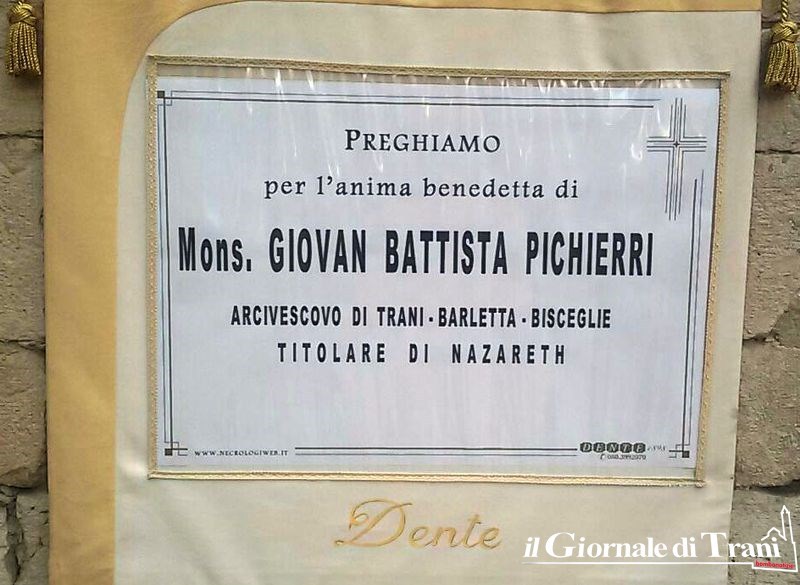 PREGHIAMO
per l'anima benedetta di
Mons. GIOVAN BATTISTA PICHIERRI
ARCIVESCOVO DI TRANI - BARLETTA - BISCEGLIE
TITOLARE DI NAZARETH
WWW.NECROLOGIWEB.IT
DENTE
Dente
il Giornale di Trani